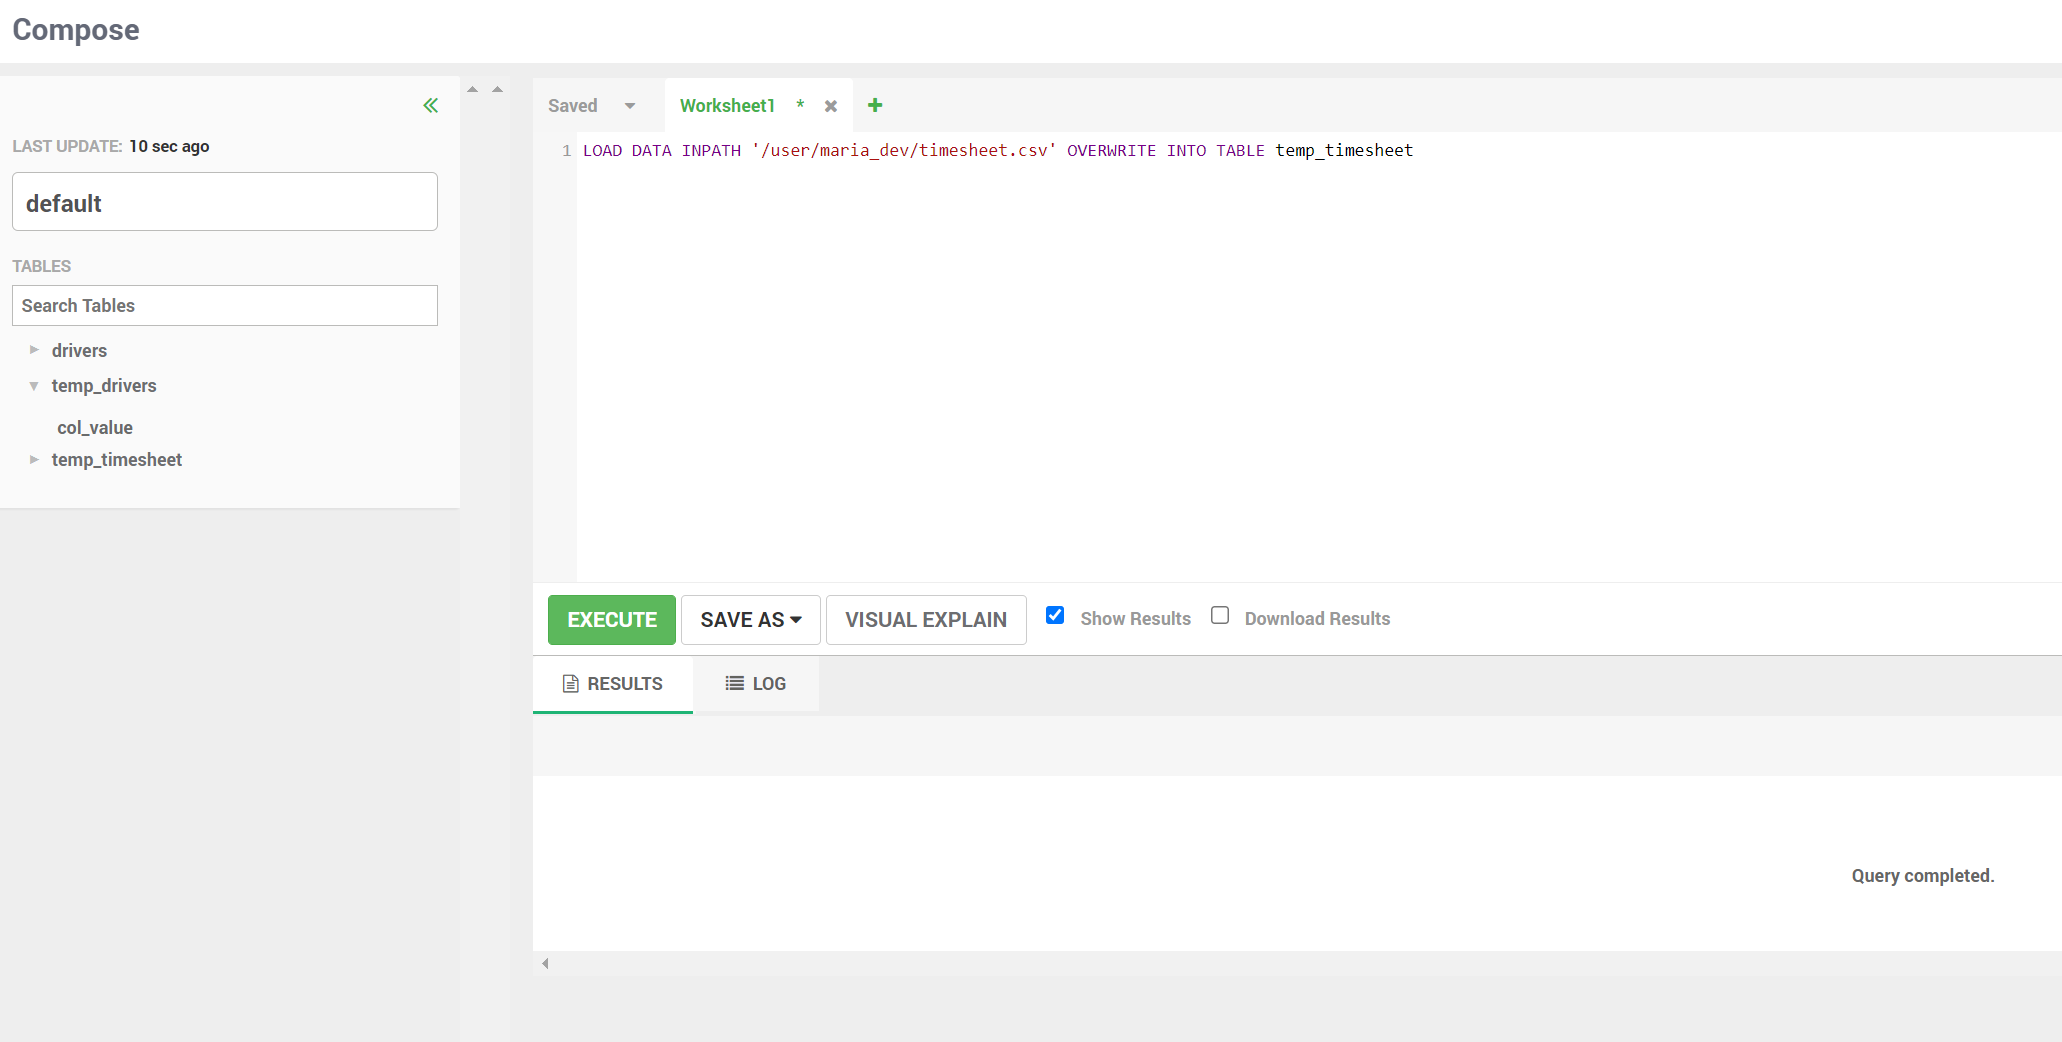 Compose
LAST UPDATE: 10 sec ago
default
TABLES
Search Tables
drivers
temp_drivers
col_value
temp_timesheet
Saved
Worksheet1 *
1 LOAD DATA INPATH '/user/maria_dev/timesheet.csv' OVERWRITE INTO TABLE temp_timesheet
EXECUTE SAVE AS VISUAL EXPLAIN Show Results Download Results
RESULTS LOG
Query completed.